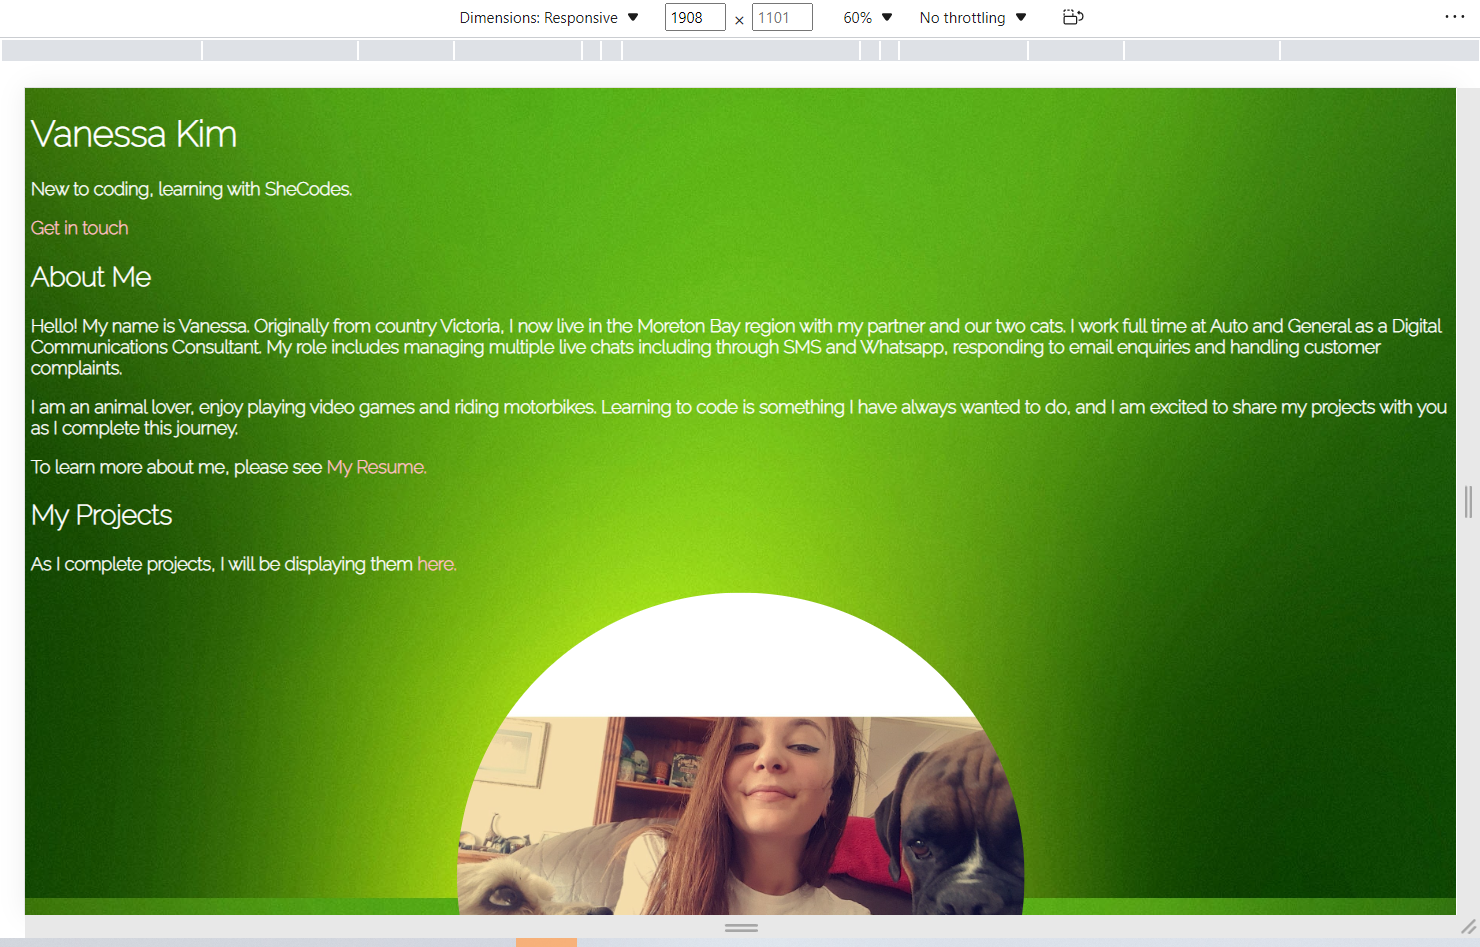 Dimensions: Responsive 1908 × 1101 60% No throttling
Vanessa Kim
New to coding, learning with SheCodes.
Get in touch
About Me
Hello! My name is Vanessa. Originally from country Victoria, I now live in the Moreton Bay region with my partner and our two cats. I work full time at Auto and General as a Digital
Communications Consultant. My role includes managing multiple live chats including through SMS and Whatsapp, responding to email enquiries and handling customer
complaints.
I am an animal lover, enjoy playing video games and riding motorbikes. Learning to code is something I have always wanted to do, and I am excited to share my projects with you
as I complete this journey.
To learn more about me, please see My Resume.
My Projects
As I complete projects, I will be displaying them here.